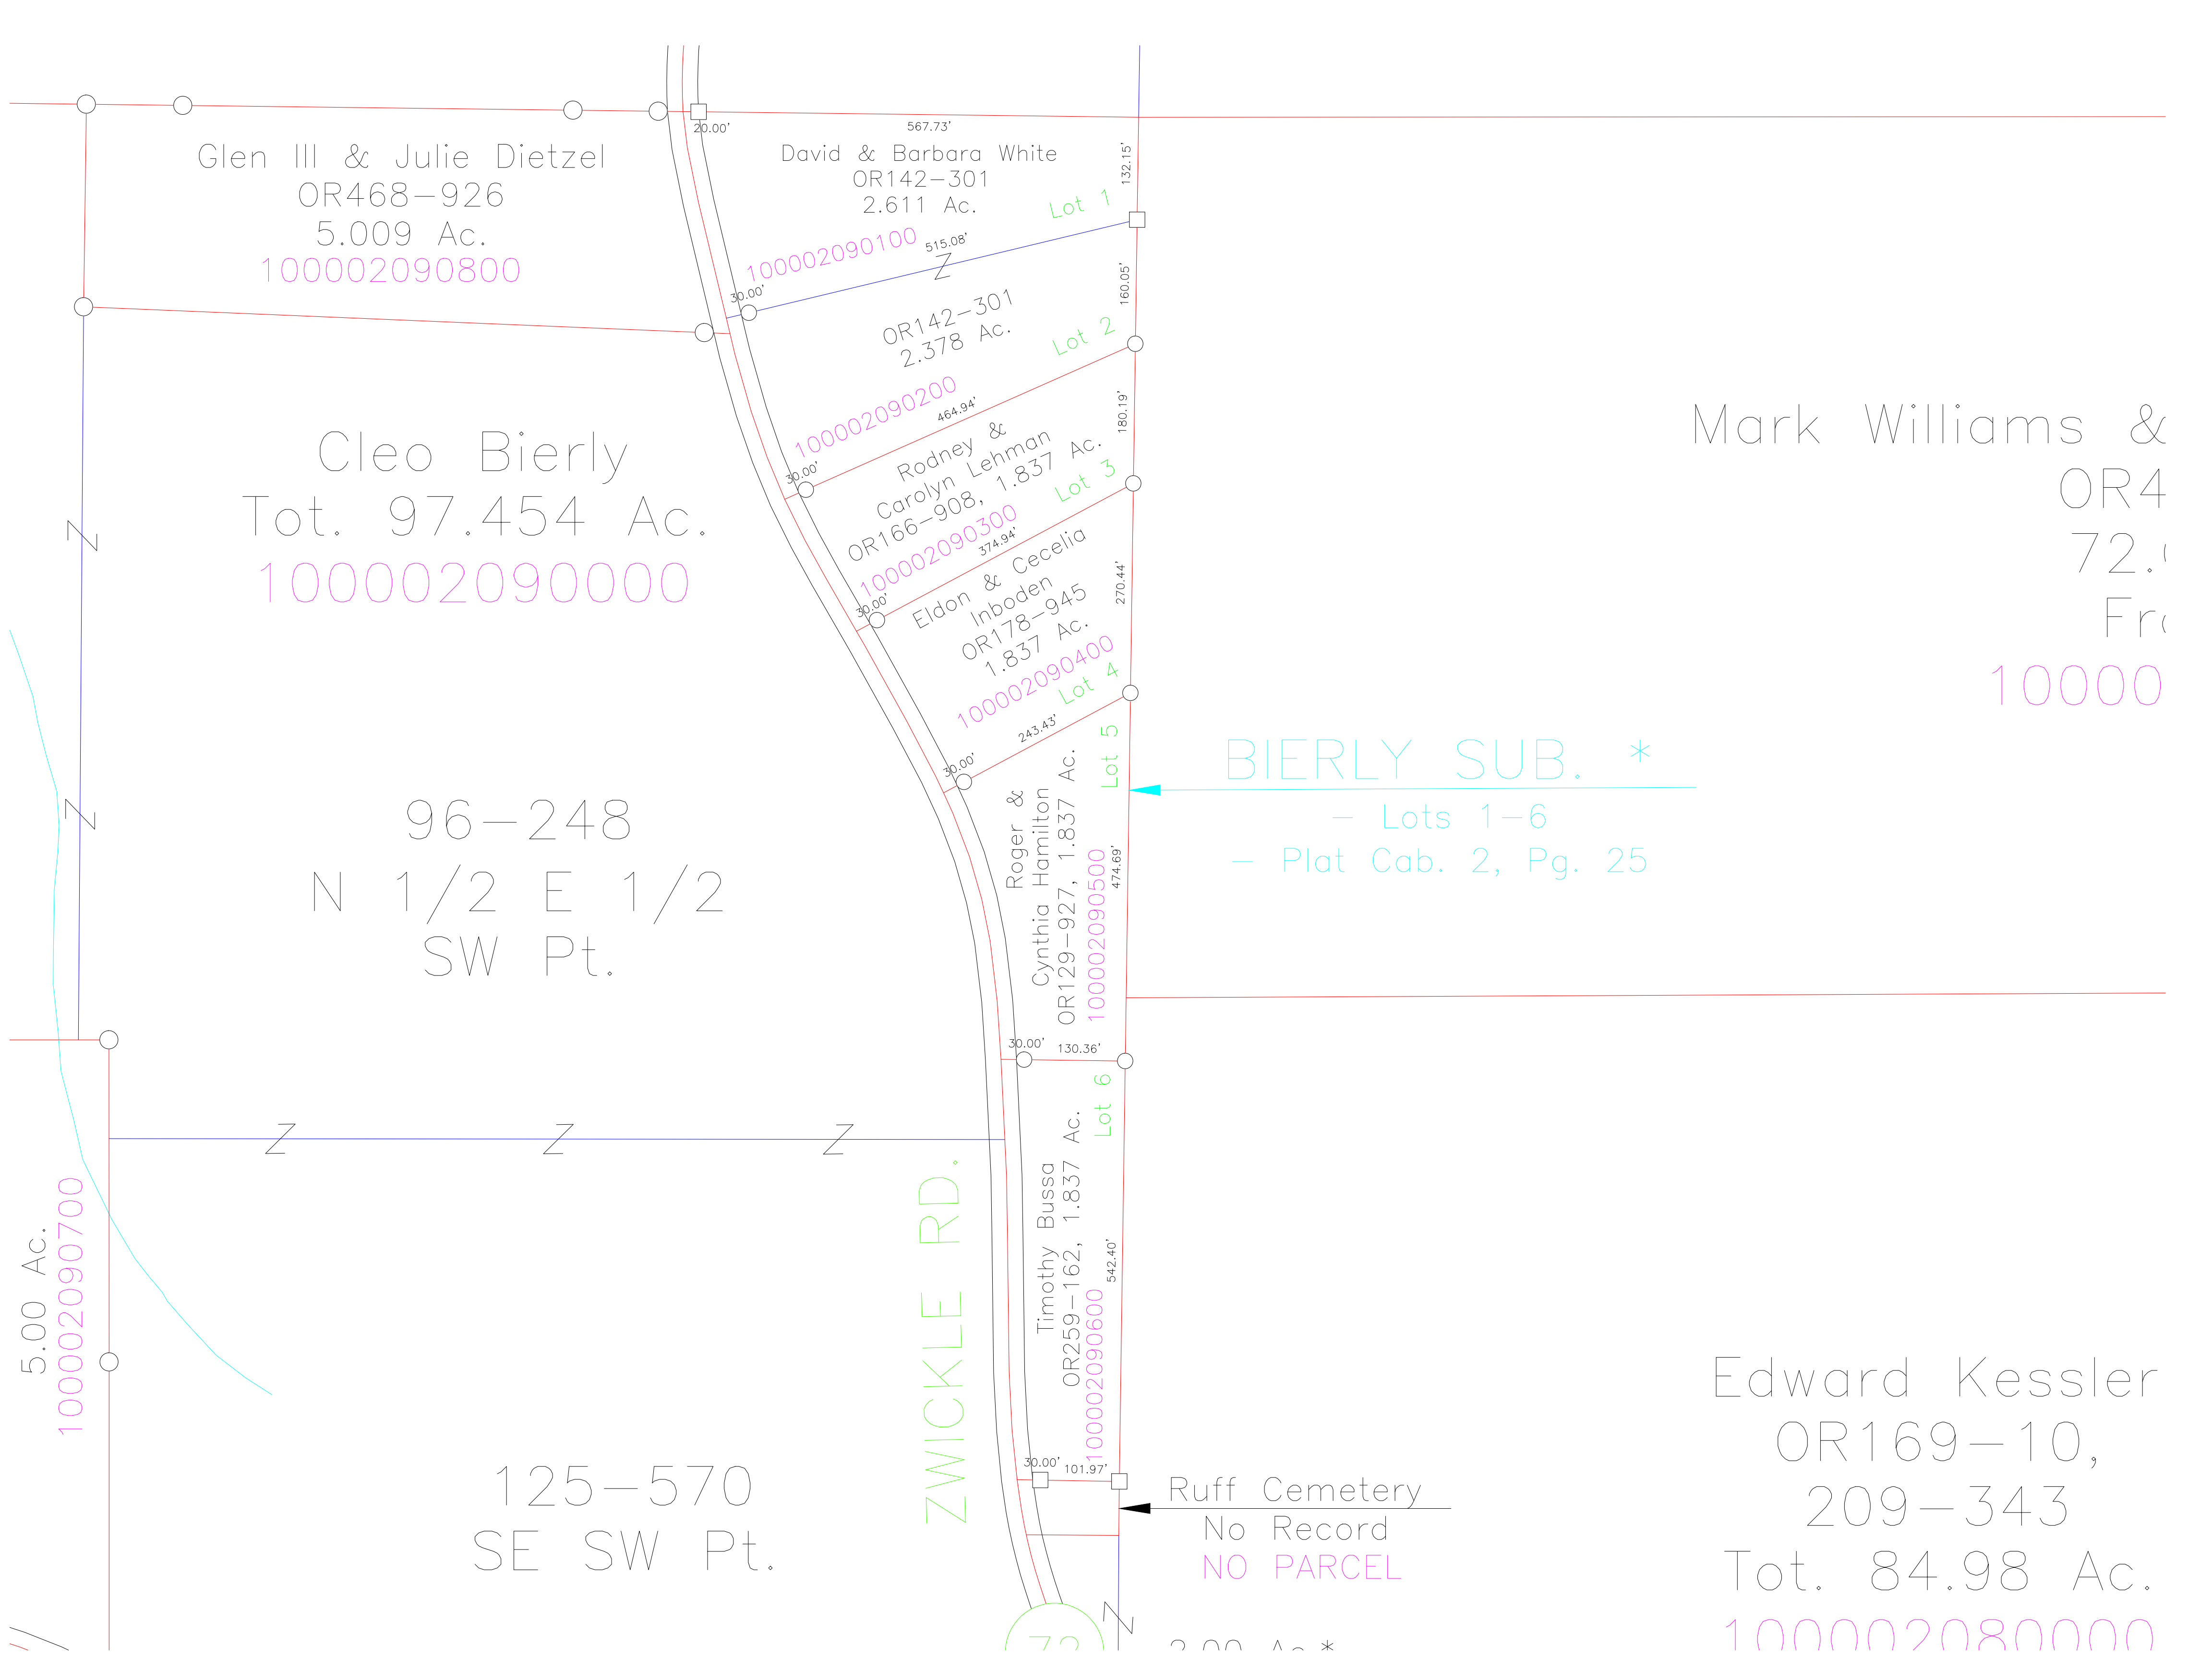 20.00'
567.73'
Glen III & Julie Dietzel
OR468-926
5.009 Ac.
100002090800
David & Barbara White
OR142-301
2.611 Ac.
Lot 1
132.15'
100002090100
515.08'
Z
30.00'
160.05'
OR142-301
2.378 Ac.
Lot 2
100002090200
464.94'
30.00'
180.19'
Rodney &
Carolyn Lehman
OR166-908, 1.837 Ac.
Lot 3
100002090300
374.94'
30.00'
270.44'
Eldon & Cecelia
Inboden
OR178-945
1.837 Ac.
100002090400
Lot 4
243.43'
30.00'
Cleo Bierly
Tot. 97.454 Ac.
100002090000
Z
Z
96-248
N 1/2 E 1/2
SW Pt.
Mark Williams &
OR4
72.
10000
Lot 5
Roger &
Cynthia Hamilton
OR129-927, 1.837 Ac.
100002090500
474.69'
BIERLY SUB. *
- Lots 1-6
- Plat Cab. 2, Pg. 25
30.00'
130.36'
Lot 6
Timothy Bussa
OR259-162, 1.837 Ac.
100002090600
542.40'
Z
Z
Z
5.00 Ac.
100002090700
ZWICKLE RD.
125-570
SE SW Pt.
30.00'
101.97'
Ruff Cemetery
No Record
NO PARCEL
Z
Edward Kessler
OR169-10,
209-343
Tot. 84.98 Ac.
100002080000